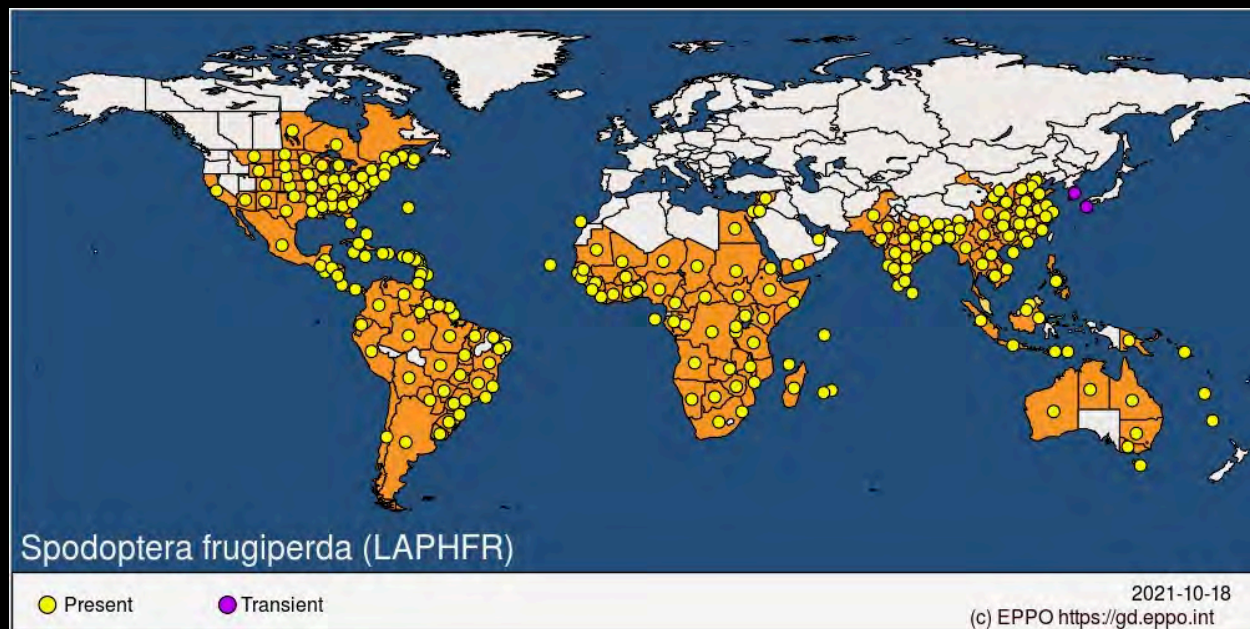 Spodoptera frugiperda (LAPHFR)
Present
Transient
2021-10-18
(c) EPPO https://gd.eppo.int